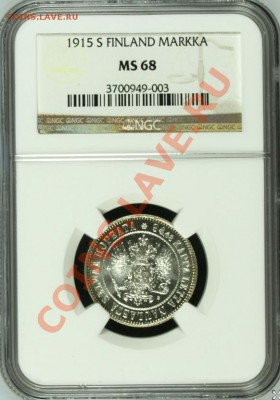 COINS.LAVE.RU
1915 S FINLAND MARKKA
MS 68
3700949-003
NGC
COINS.LAVE.RU